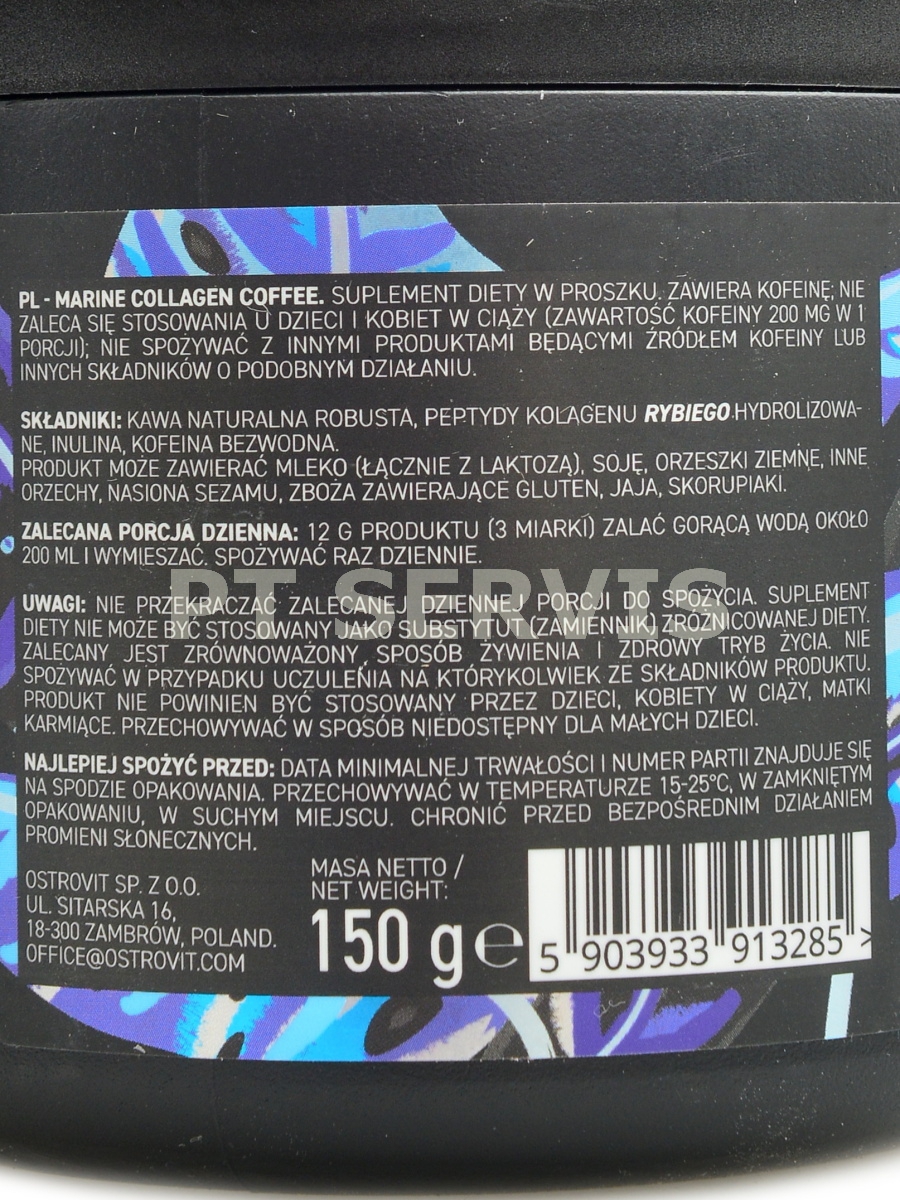 PL - MARINE COLLAGEN COFFEE. SUPLEMENT DIETY W PROSZKU. ZAWIERA KOFEINĘ; NIE
ZALECA SIĘ STOSOWANIA U DZIECI I KOBIET W CIĄŻY (ZAWARTOŚĆ KOFEINY 200 MG W 1
PORCJI); NIE SPOŻYWAĆ Z INNYMI PRODUKTAMI BĘDĄCYMI ŹRÓDŁEM KOFEINY LUB
INNYCH SKŁADNIKÓW O PODOBNYM DZIAŁANIU.
SKŁADNIKI: KAWA NATURALNA ROBUSTA, PEPTYDY KOLAGENU RYBIEGO HYDROLIZOWA-
NE, INULINA, KOFEINA BEZWODNA.
PRODUKT MOŻE ZAWIERAĆ MLEKO (ŁĄCZNIE Z LAKTOZĄ), SOJĘ, ORZESZKI ZIEMNE, INNE
ORZECHY, NASIONA SEZAMU, ZBOŻA ZAWIERAJĄCE GLUTEN, JAJA, SKORUPIAKI.
ZALECANA PORCJA DZIENNA: 12 G PRODUKTU (3 MIARKI) ZALAĆ GORĄCĄ WODĄ OKOŁO
200 ML I WYMIESZAĆ. SPOŻYWAĆ RAZ DZIENNIE.
PT SERVIS
UWAGI: NIE PRZEKRACZAĆ ZALECANEJ DZIENNEJ PORCJI DO SPOŻYCIA. SUPLEMENT
DIETY NIE MOŻE BYĆ STOSOWANY JAKO SUBSTYTUT (ZAMIENNIK) ZRÓŻNICOWANEJ DIETY.
ZALECANY JEST ZRÓWNOWAŻONY SPOSÓB ŻYWIENIA I ZDROWY TRYB ŻYCIA. NIE
SPOŻYWAĆ W PRZYPADKU UCZULENIA NA KTÓRYKOLWIEK ZE SKŁADNIKÓW PRODUKTU.
PRODUKT NIE POWINIEN BYĆ STOSOWANY PRZEZ DZIECI, KOBIETY W CIĄŻY, MATKI
KARMIĄCE. PRZECHOWYWAĆ W SPOSÓB NIEDOSTĘPNY DLA MAŁYCH DZIECI.
NAJLEPIEJ SPOŻYĆ PRZED: DATA MINIMALNEJ TRWAŁOŚCI I NUMER PARTII ZNAJDUJE SIĘ
NA SPODZIE OPAKOWANIA. PRZECHOWYWAĆ W TEMPERATURZE 15-25°C, W ZAMKNIĘTYM
OPAKOWANIU, W SUCHYM MIEJSCU. CHRONIĆ PRZED BEZPOŚREDNIM DZIAŁANIEM
PROMIENI SŁONECZNYCH.
OSTROVIT SP. Z O.O.
UL. SITARSKA 16,
18-300 ZAMBRÓW, POLAND.
OFFICE@OSTROVIT.COM
MASA NETTO /
NET WEIGHT:
150 g ℮
5 903933 913285 >